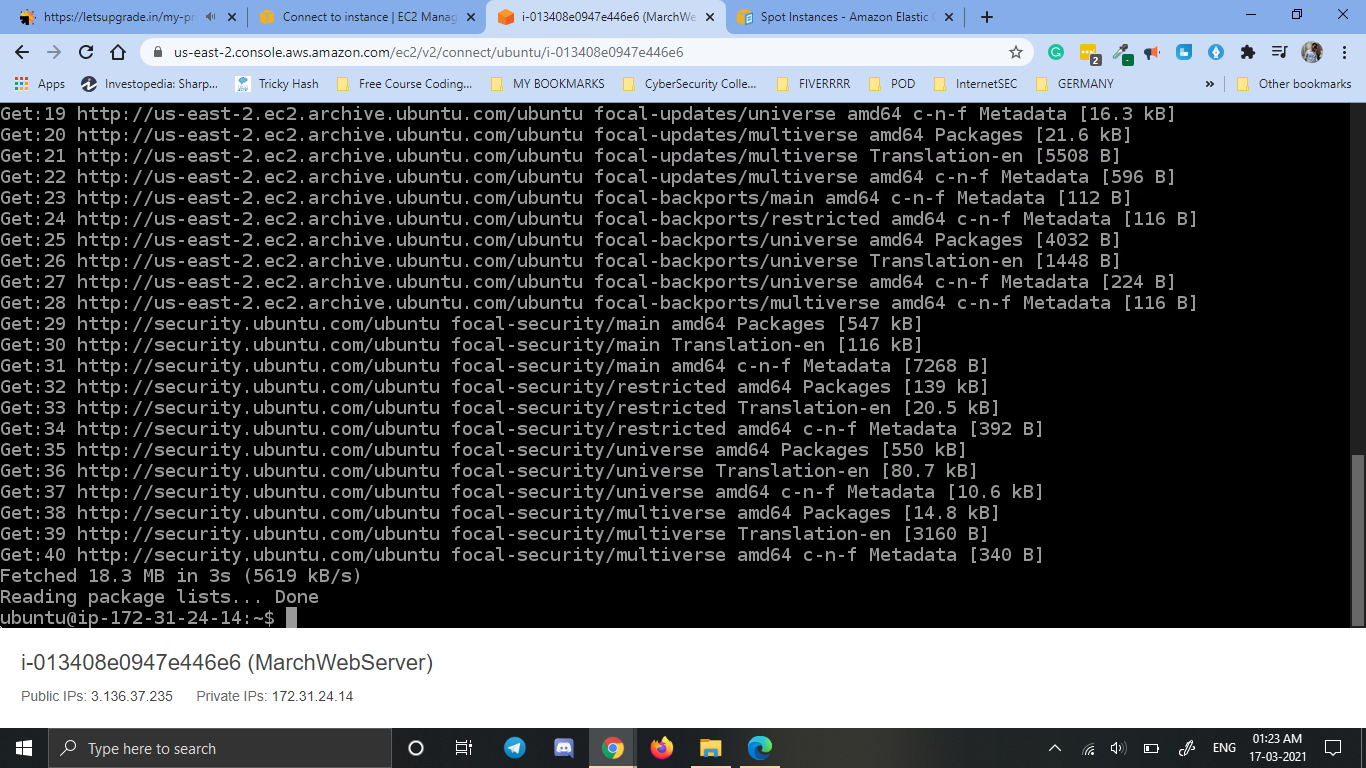 https://letsupgrade.in/my-pr
Connect to instance | EC2 Manag
i-013408e0947e446e6 (MarchWe
Spot Instances - Amazon Elastic C
us-east-2.console.aws.amazon.com/ec2/v2/connect/ubuntu/i-013408e0947e446e6
2
Apps
Investopedia: Sharp...
Tricky Hash
Free Course Coding...
MY BOOKMARKS
CyberSecurity Colle...
FIVERRRR
POD
InternetSEC
GERMANY
»
Other bookmarks
Get:19 http://us-east-2.ec2.archive.ubuntu.com/ubuntu focal-updates/universe amd64 c-n-f Metadata [16.3 kB]
Get:20 http://us-east-2.ec2.archive.ubuntu.com/ubuntu focal-updates/multiverse amd64 Packages [21.6 kB]
Get:21 http://us-east-2.ec2.archive.ubuntu.com/ubuntu focal-updates/multiverse Translation-en [5508 B]
Get:22 http://us-east-2.ec2.archive.ubuntu.com/ubuntu focal-updates/multiverse amd64 c-n-f Metadata [596 B]
Get:23 http://us-east-2.ec2.archive.ubuntu.com/ubuntu focal-backports/main amd64 c-n-f Metadata [112 B]
Get:24 http://us-east-2.ec2.archive.ubuntu.com/ubuntu focal-backports/restricted amd64 c-n-f Metadata [116 B]
Get:25 http://us-east-2.ec2.archive.ubuntu.com/ubuntu focal-backports/universe amd64 Packages [4032 B]
Get:26 http://us-east-2.ec2.archive.ubuntu.com/ubuntu focal-backports/universe Translation-en [1448 B]
Get:27 http://us-east-2.ec2.archive.ubuntu.com/ubuntu focal-backports/universe amd64 c-n-f Metadata [224 B]
Get:28 http://us-east-2.ec2.archive.ubuntu.com/ubuntu focal-backports/multiverse amd64 c-n-f Metadata [116 B]
Get:29 http://security.ubuntu.com/ubuntu focal-security/main amd64 Packages [547 kB]
Get:30 http://security.ubuntu.com/ubuntu focal-security/main Translation-en [116 kB]
Get:31 http://security.ubuntu.com/ubuntu focal-security/main amd64 c-n-f Metadata [7268 B]
Get:32 http://security.ubuntu.com/ubuntu focal-security/restricted amd64 Packages [139 kB]
Get:33 http://security.ubuntu.com/ubuntu focal-security/restricted Translation-en [20.5 kB]
Get:34 http://security.ubuntu.com/ubuntu focal-security/restricted amd64 c-n-f Metadata [392 B]
Get:35 http://security.ubuntu.com/ubuntu focal-security/universe amd64 Packages [550 kB]
Get:36 http://security.ubuntu.com/ubuntu focal-security/universe Translation-en [80.7 kB]
Get:37 http://security.ubuntu.com/ubuntu focal-security/universe amd64 c-n-f Metadata [10.6 kB]
Get:38 http://security.ubuntu.com/ubuntu focal-security/multiverse amd64 Packages [14.8 kB]
Get:39 http://security.ubuntu.com/ubuntu focal-security/multiverse Translation-en [3160 B]
Get:40 http://security.ubuntu.com/ubuntu focal-security/multiverse amd64 c-n-f Metadata [340 B]
Fetched 18.3 MB in 3s (5619 kB/s)
Reading package lists... Done
ubuntu@ip-172-31-24-14:~$
i-013408e0947e446e6 (MarchWebServer)
Public IPs: 3.136.37.235 Private IPs: 172.31.24.14
Type here to search
ENG
01:23 AM
17-03-2021